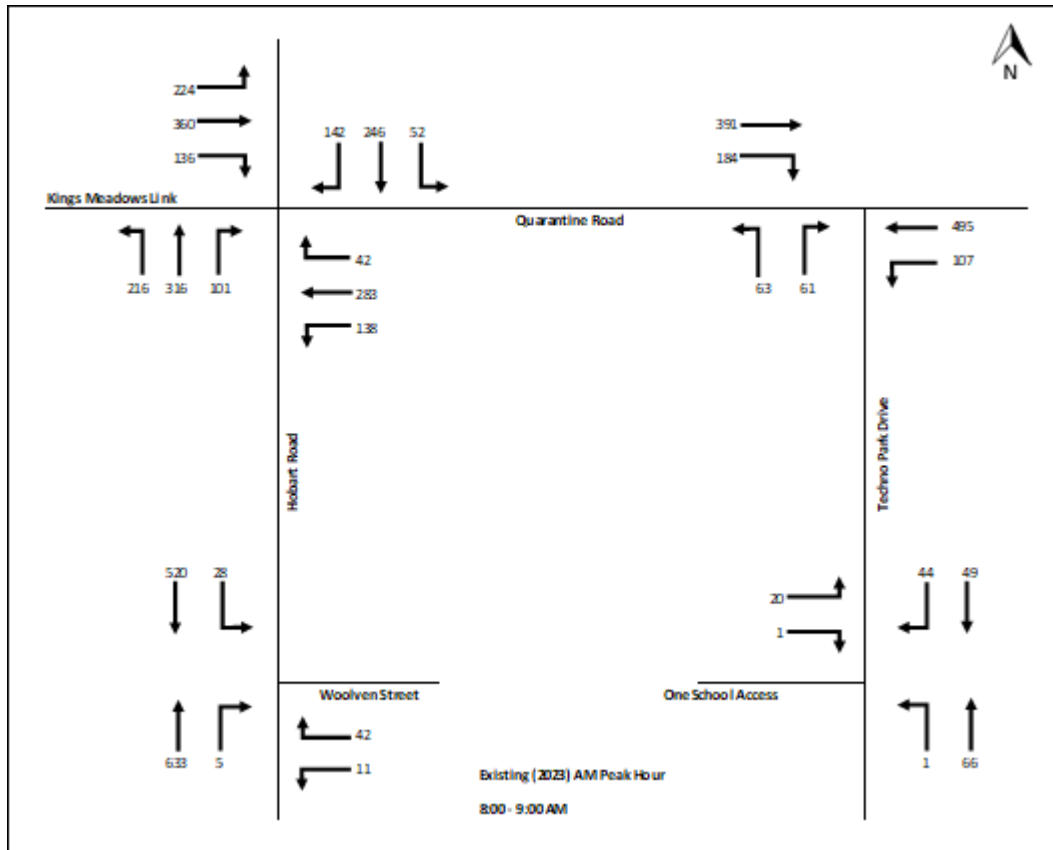 N
224
360
136
142 246 52
391
184
Kings Meadows Link
Quarantine Road
216 316 101
42
283
138
63 61
495
107
Hobart Road
Techno Park Drive
520 28
20
1
44 49
Woolven Street
One School Access
633 5
42
11
1 66
Existing (2023) AM Peak Hour
8:00 - 9:00 AM